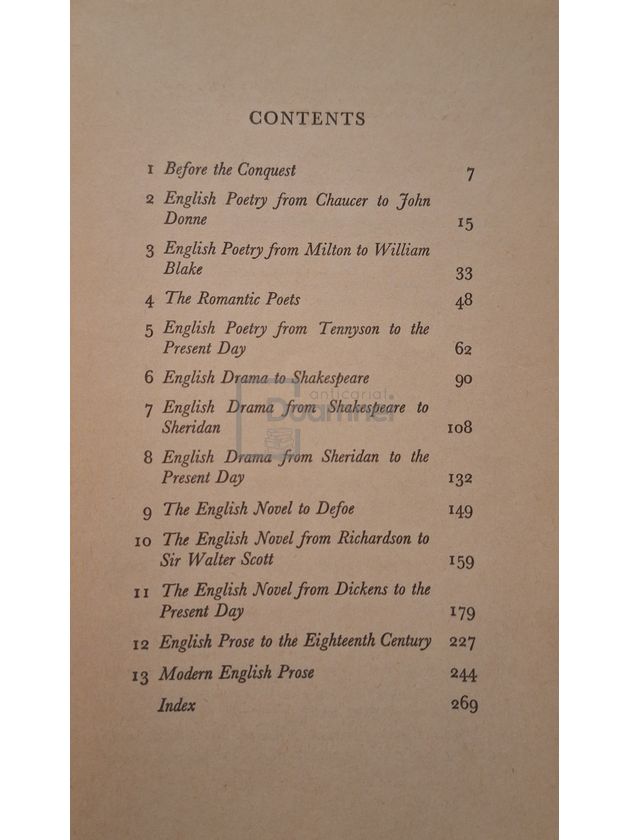 CONTENTS
1 Before the Conquest 7
2 English Poetry from Chaucer to John
Donne 15
3 English Poetry from Milton to William
Blake 33
4 The Romantic Poets 48
5 English Poetry from Tennyson to the
Present Day 62
6 English Drama to Shakespeare 90
7 English Drama from Shakespeare to
Sheridan 108
8 English Drama from Sheridan to the
Present Day 132
9 The English Novel to Defoe 149
10 The English Novel from Richardson to
Sir Walter Scott 159
11 The English Novel from Dickens to the
Present Day 179
12 English Prose to the Eighteenth Century 227
13 Modern English Prose 244
Index 269
anticariat
Doamnei